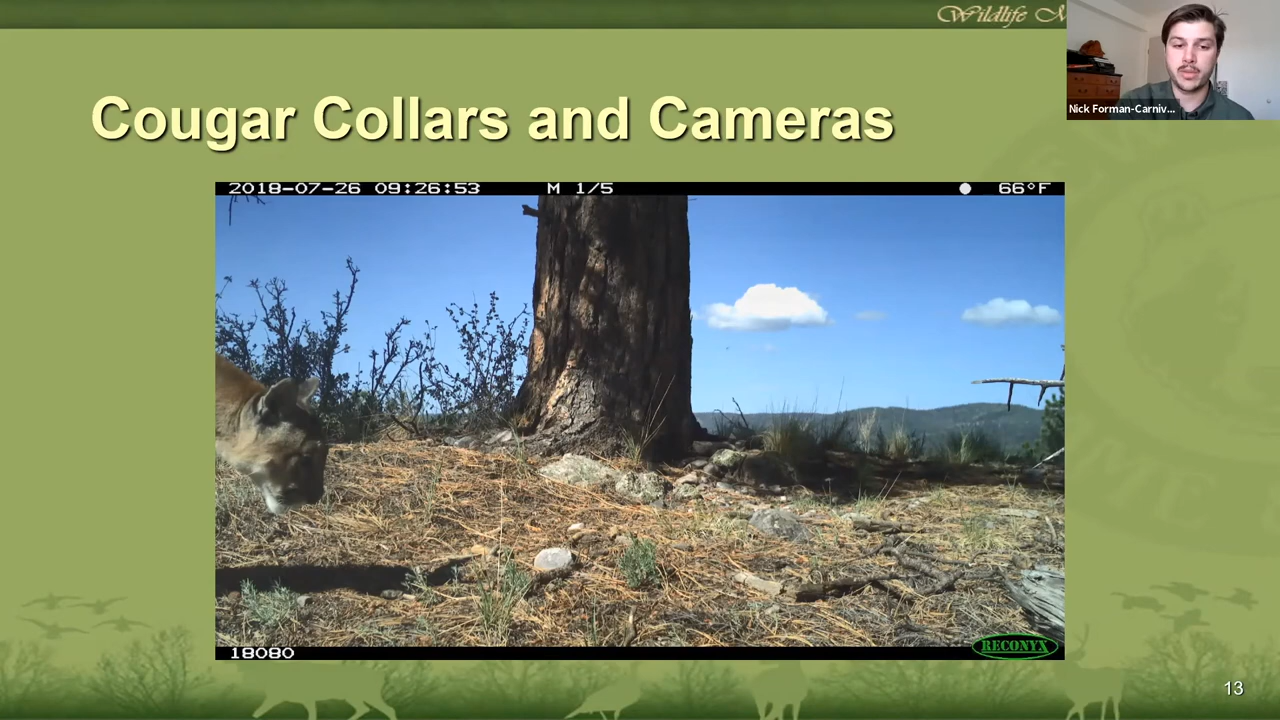 Wildlife M
Nick Forman-Carniv...
Cougar Collars and Cameras
2018-07-26 09:26:53 M 1/5 66°F
18080
RECONYX
13